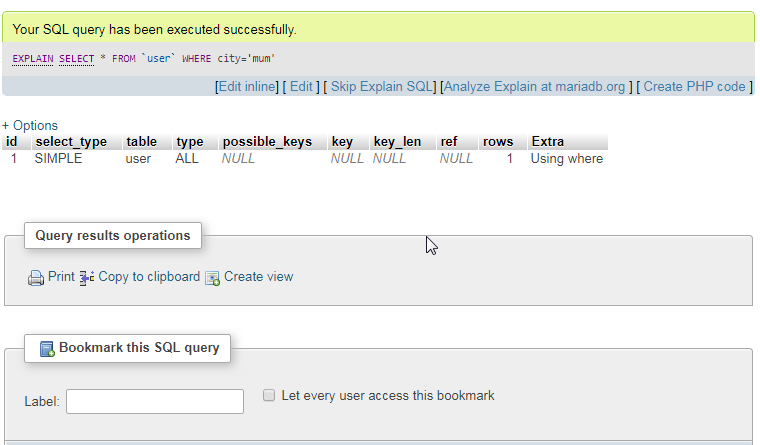 Your SQL query has been executed successfully.
EXPLAIN SELECT * FROM `user` WHERE city='mum'
[Edit inline] [ Edit ] [ Skip Explain SQL] [Analyze Explain at mariadb.org ] [ Create PHP code ]
+ Options
id select_type table type possible_keys key key_len ref rows Extra
1 SIMPLE user ALL NULL NULL NULL NULL 1 Using where
Query results operations
Print Copy to clipboard Create view
Bookmark this SQL query
Label: Let every user access this bookmark